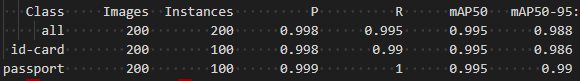 Class Images Instances P R mAP50 mAP50-95:
all 200 200 0.998 0.995 0.995 0.988
id-card 200 100 0.998 0.99 0.995 0.986
passport 200 100 0.999 1 0.995 0.99